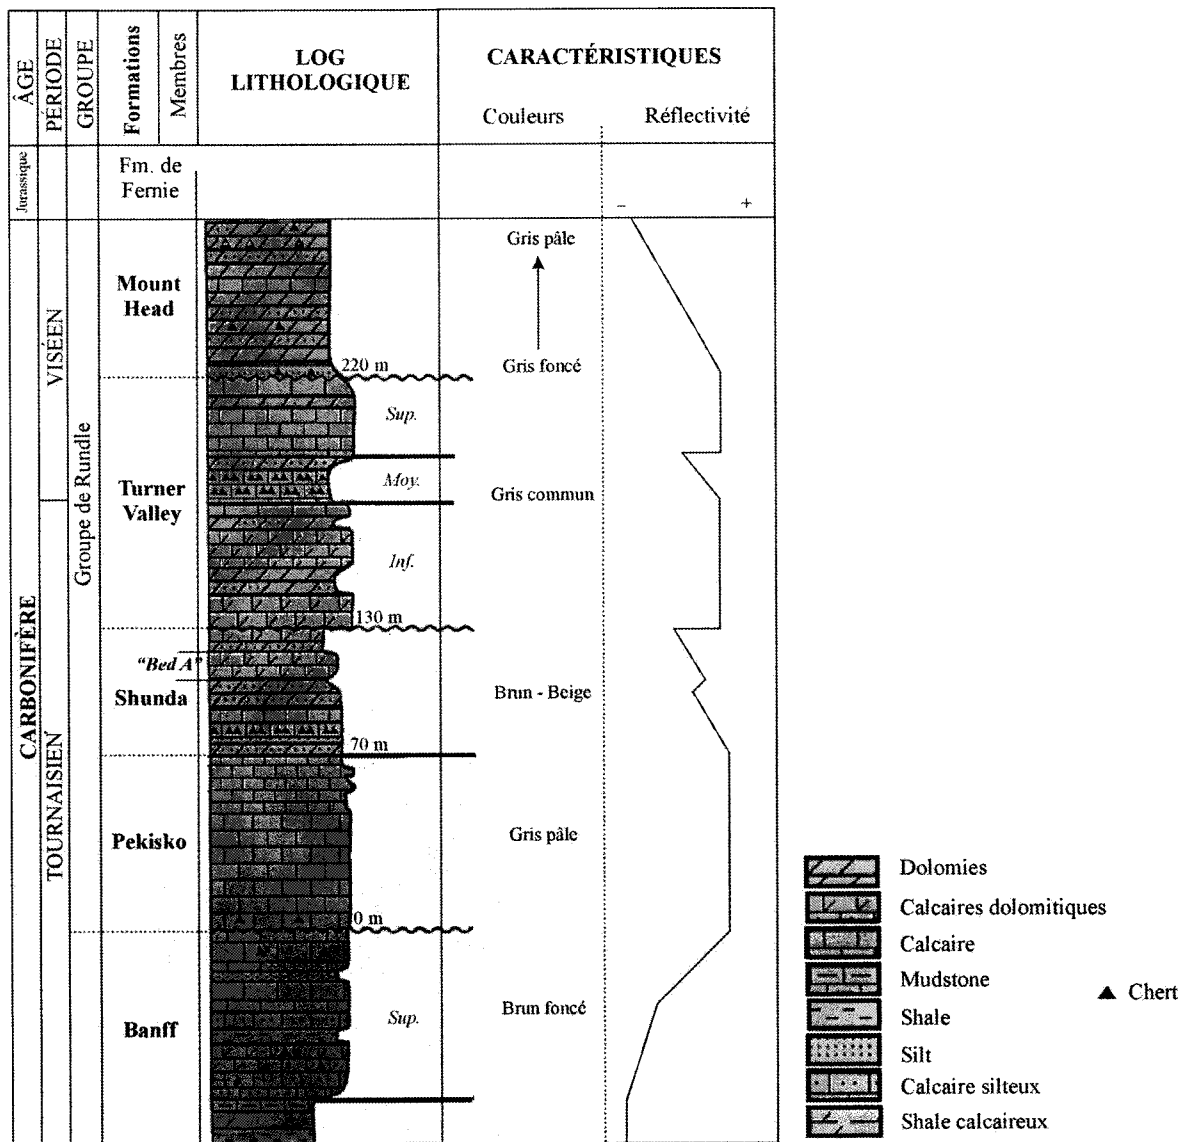 ÂGE
PÉRIODE
GROUPE
Formations
Membres
LOG
LITHOLOGIQUE
CARACTÉRISTIQUES
Couleurs
Réflectivité
Jurassique
Fm. de
Fernie
–
+
CARBONIFÈRE
VISÉEN
TOURNAISIEN
Groupe de Rundle
Mount
Head
Gris pâle
Gris foncé
220 m
Sup.
Turner
Valley
Moy.
Gris commun
Inf.
130 m
"Bed A"
Shunda
Brun - Beige
70 m
Pekisko
Gris pâle
0 m
Banff
Sup.
Brun foncé
Dolomies
Calcaires dolomitiques
Calcaire
Mudstone
Shale
Silt
Calcaire silteux
Shale calcaireux
Chert